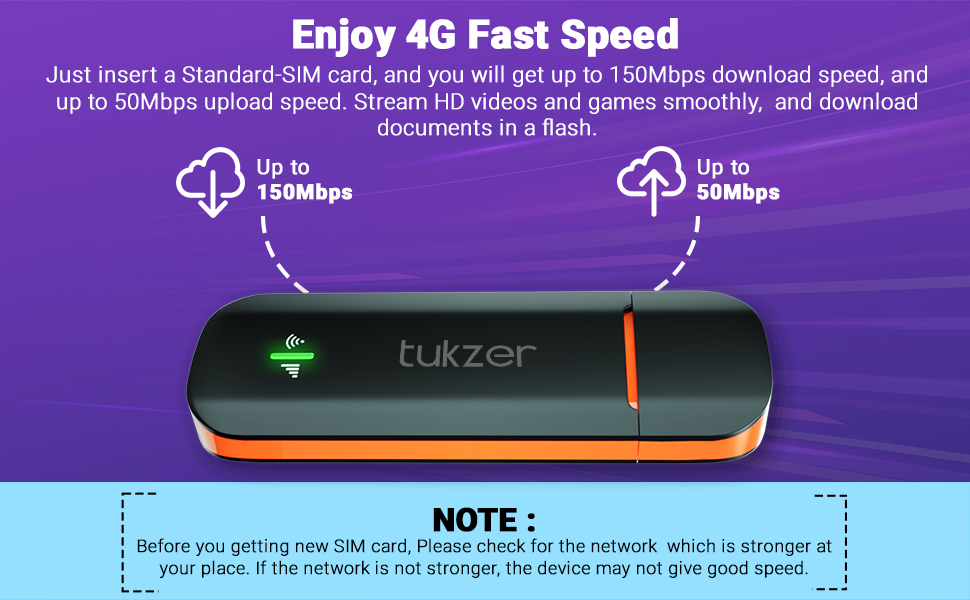 Enjoy 4G Fast Speed
Just insert a Standard-SIM card, and you will get up to 150Mbps download speed, and
up to 50Mbps upload speed. Stream HD videos and games smoothly, and download
documents in a flash.
Up to
150Mbps
Up to
50Mbps
tukzer
NOTE :
Before you getting new SIM card, Please check for the network which is stronger at
your place. If the network is not stronger, the device may not give good speed.